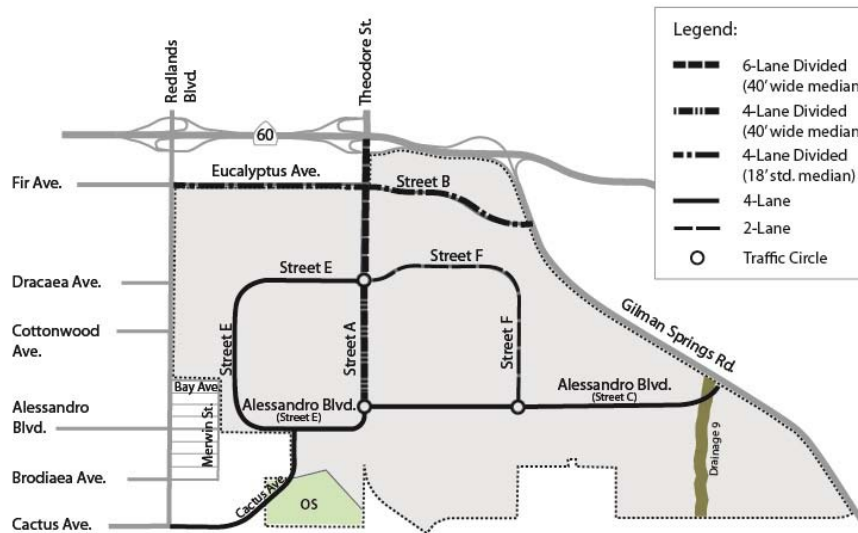 Legend:
6-Lane Divided
(40' wide median
4-Lane Divided
(40' wide median
4-Lane Divided
(18' std. median)
4-Lane
2-Lane
Traffic Circle
Redlands
Blvd.
Theodore St.
60
Fir Ave.
Eucalyptus Ave.
Street B
Dracaea Ave.
Street E
Street F
Cottonwood
Ave.
Street E
Street A
Street F
Gilman Springs Rd.
Bay Ave.
Alessandro
Blvd.
Merwin St.
Alessandro Blvd.
(Street E)
Alessandro Blvd.
(Street C)
Drainage 9
Brodiaea Ave.
Cactus Ave.
OS
Cactus Ave.